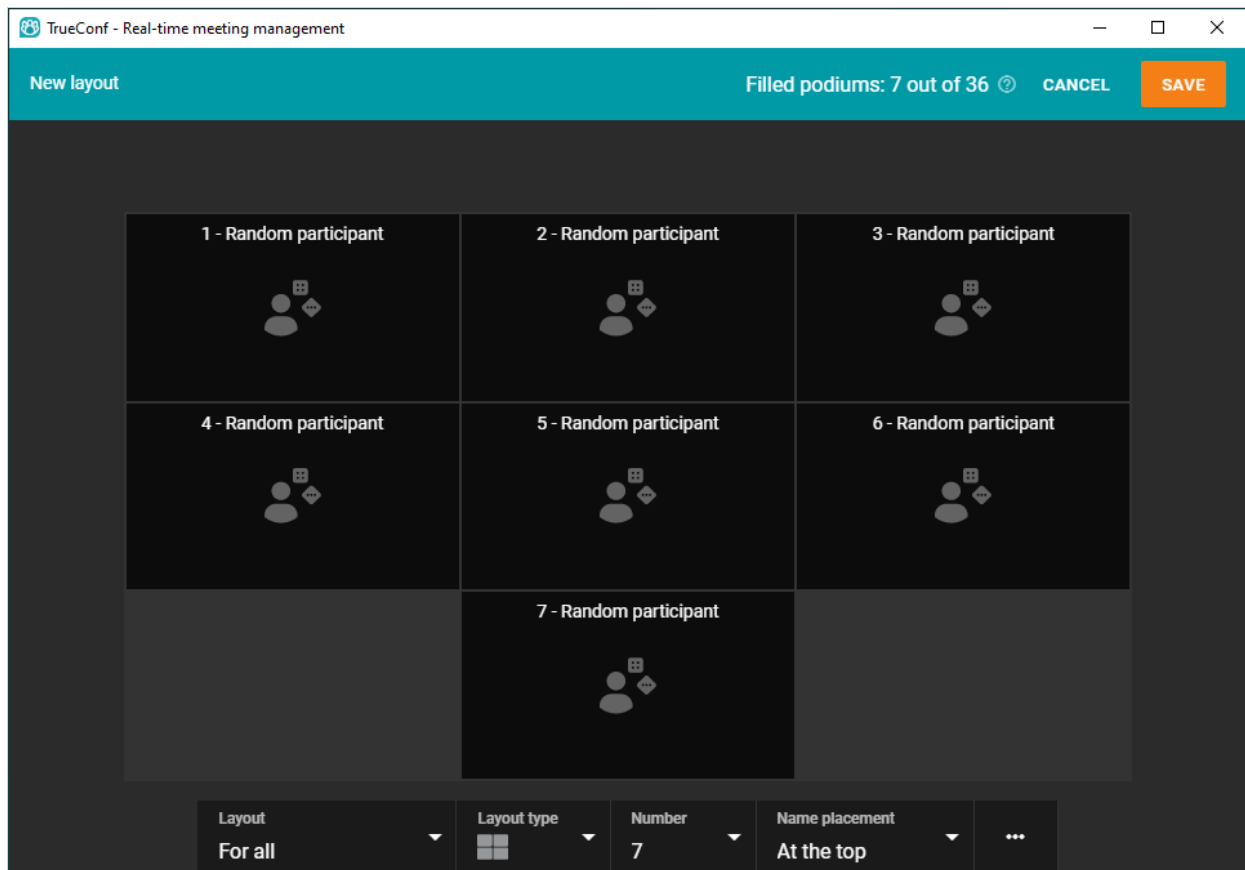 TrueConf - Real-time meeting management
New layout
Filled podiums: 7 out of 36
CANCEL
SAVE
1 - Random participant
2 - Random participant
3 - Random participant
4 - Random participant
5 - Random participant
6 - Random participant
7 - Random participant
Layout
For all
Layout type
Number
7
Name placement
At the top